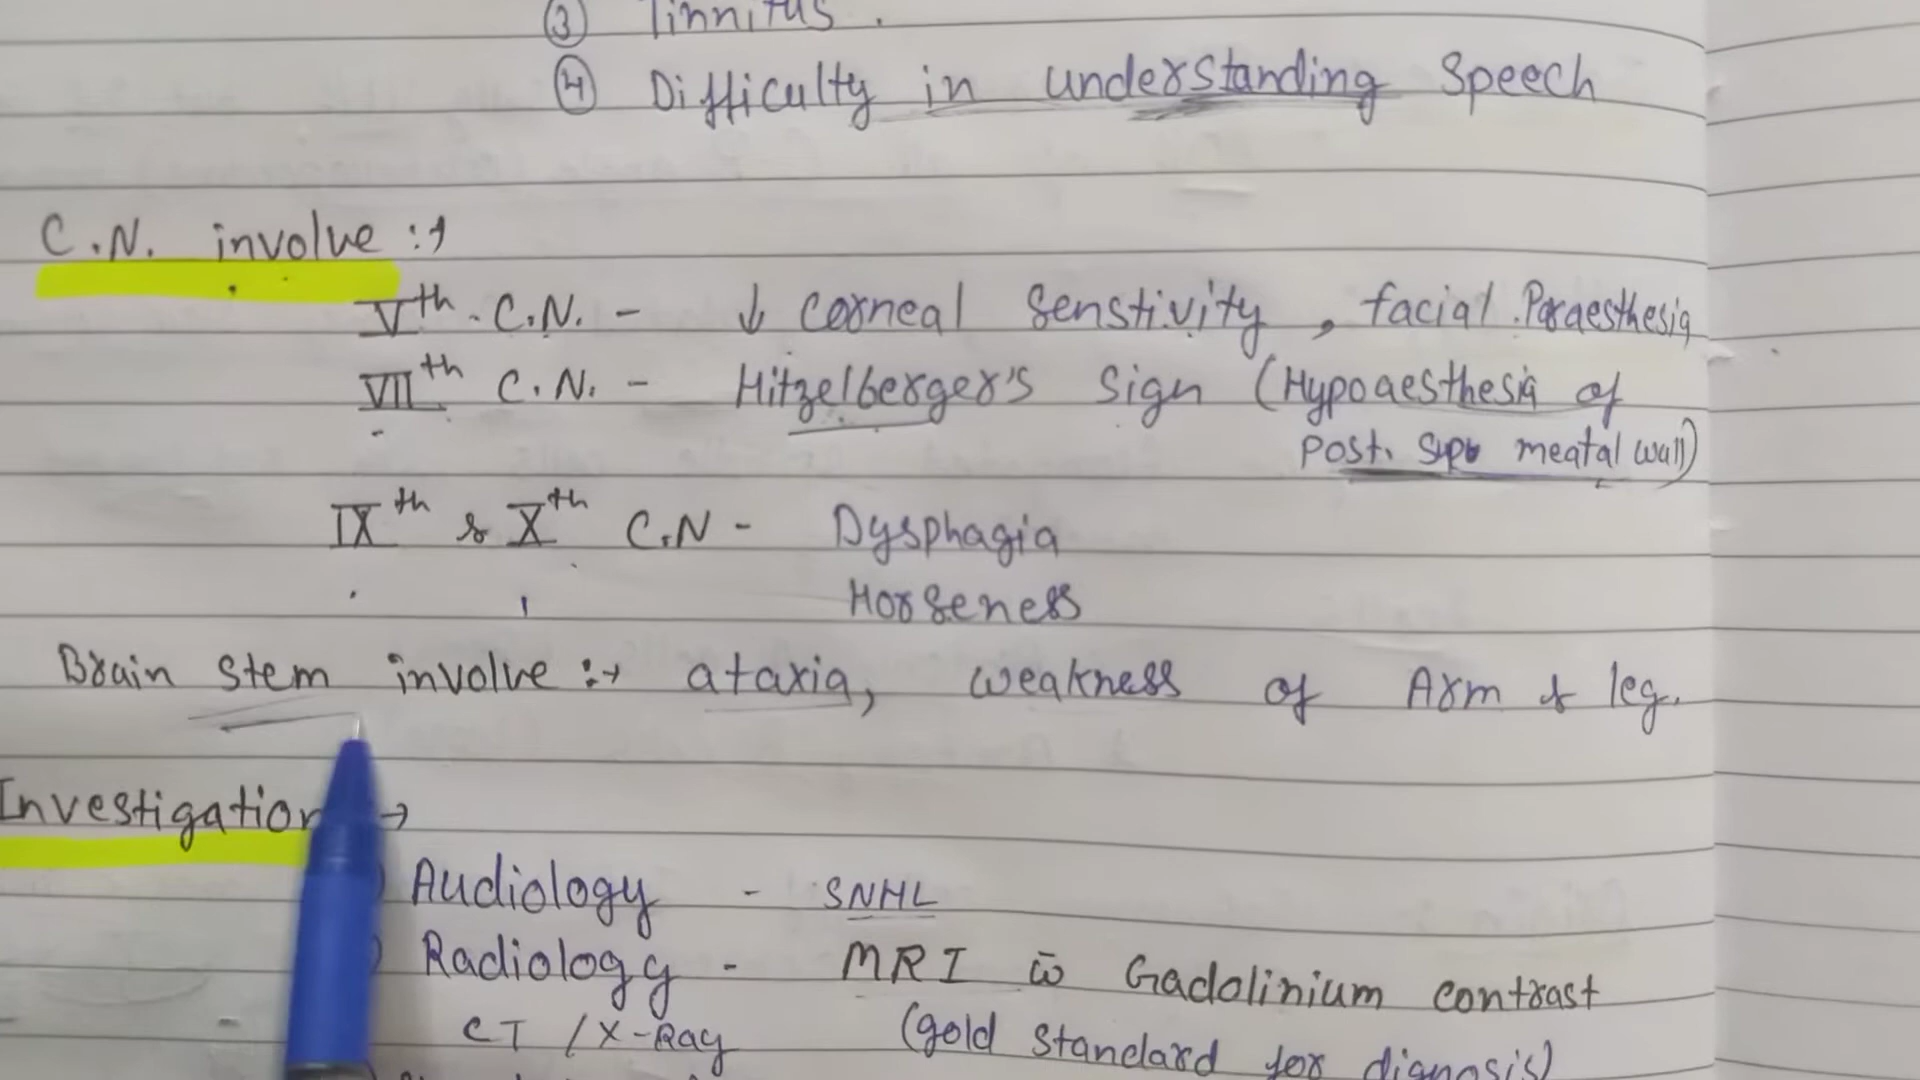 ③ Tinnitus.
④ Difficulty in understanding Speech
C.N. involve :→
Vth. C.N. - ↓ corneal Senstivity, facial Paraesthesia
VIIth C.N. - Hitzelberger's Sign (Hypoaesthesia of
Post. Sup meatal wall)
IXth & Xth C.N - Dysphagia
Horseness
Brain Stem involve :→ ataxia, weakness of Arm & leg.
Investigation →
Audiology - SNHL
Radiology - MRI c̄ Gadolinium contrast
CT / X-Ray (gold Standard for diagnosis)